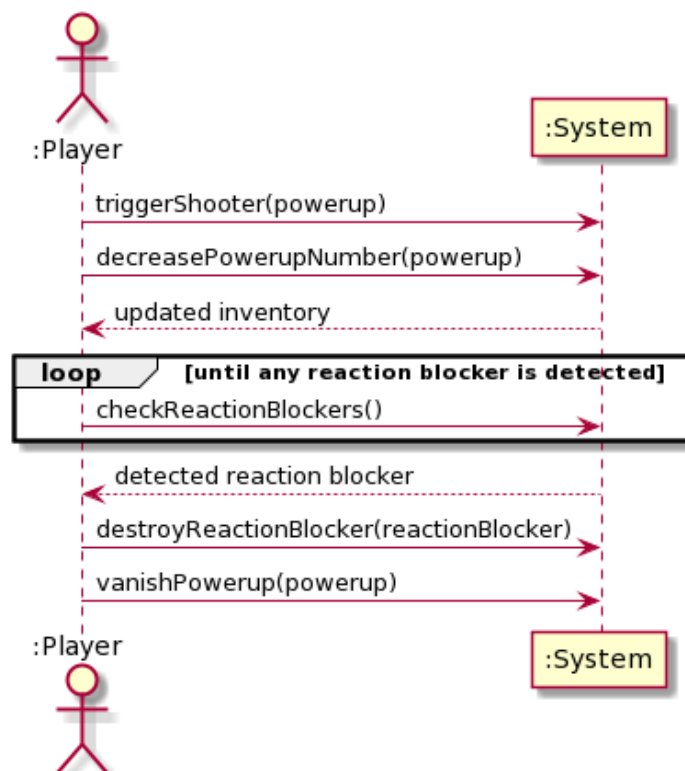 :Player
:System
triggerShooter(powerup)
decreasePowerupNumber(powerup)
updated inventory
loop [until any reaction blocker is detected]
checkReactionBlockers()
detected reaction blocker
destroyReactionBlocker(reactionBlocker)
vanishPowerup(powerup)
:Player
:System